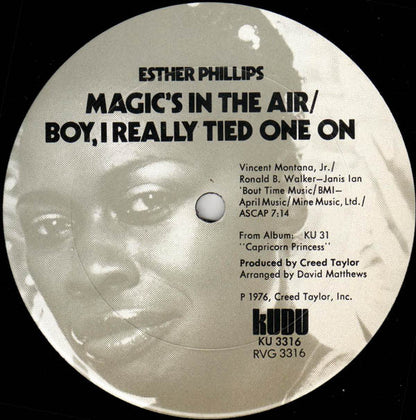 ESTHER PHILLIPS
MAGIC'S IN THE AIR/
BOY, I REALLY TIED ONE ON
Vincent Montana, Jr./
Ronald B. Walker—Janis Ian
'Bout Time Music/BMI—
April Music/Mine Music, Ltd./
ASCAP 7:14
From Album: KU 31
"Capricorn Princess"
Produced by Creed Taylor
Arranged by David Matthews
P 1976, Creed Taylor, Inc.
KUDU
KU 3316
RVG 3316